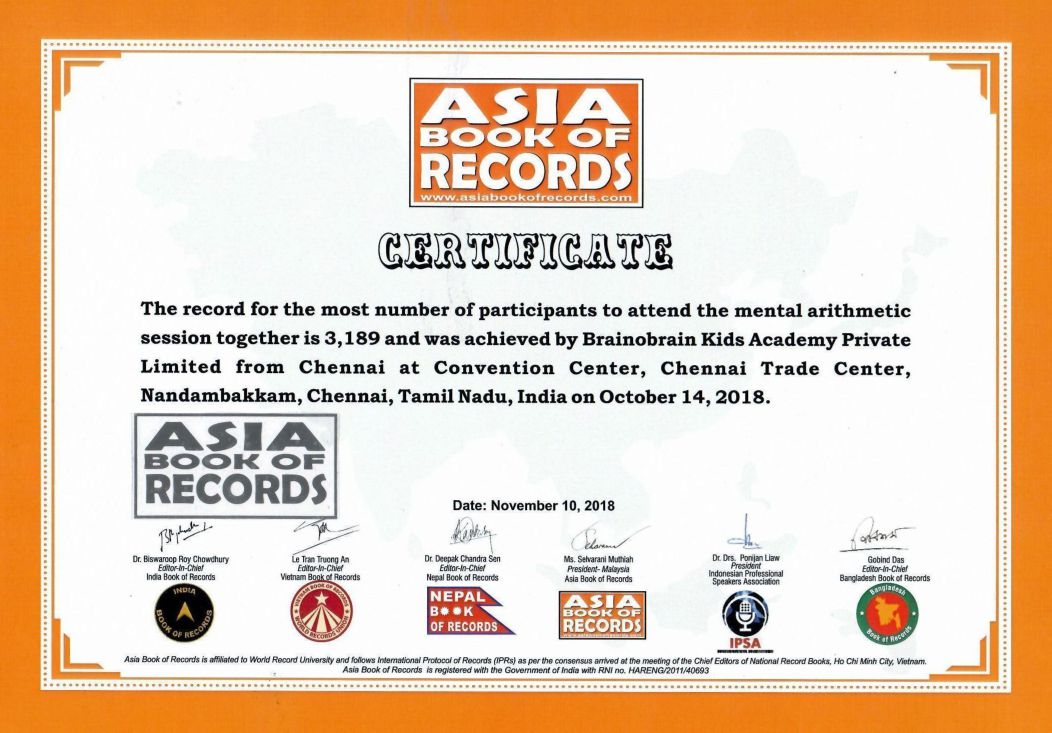 ASIA
BOOK OF
RECORDS
www.asiabookofrecords.com
CERTIFICATE
The record for the most number of participants to attend the mental arithmetic
session together is 3,189 and was achieved by Brainobrain Kids Academy Private
Limited from Chennai at Convention Center, Chennai Trade Center,
Nandambakkam, Chennai, Tamil Nadu, India on October 14, 2018.
ASIA
BOOK OF
RECORDS
Date: November 10, 2018
Dr. Biswaroop Roy Chowdhury
Editor-In-Chief
India Book of Records
INDIA
BOOK OF RECORDS
Le Tran Truong An
Editor-In-Chief
Vietnam Book of Records
VIETNAM BOOK OF RECORDS
WORLD RECORDS UNION
Dr. Deepak Chandra Sen
Editor-In-Chief
Nepal Book of Records
NEPAL
B**K
OF RECORDS
Ms. Selvarani Muthiah
President- Malaysia
Asia Book of Records
ASIA
BOOK OF
RECORDS
www.asiabookofrecords.com
Dr. Drs. Ponijan Liaw
President
Indonesian Professional
Speakers Association
IPSA
Gobind Das
Editor-in-Chief
Bangladesh Book of Records
Bangladesh
Book of Records
Asia Book of Records is affiliated to World Record University and follows International Protocol of Records (IPRs) as per the consensus arrived at the meeting of the Chief Editors of National Record Books, Ho Chi Minh City, Vietnam.
Asia Book of Records is registered with the Government of India with RNI no. HARENG/2011/40693